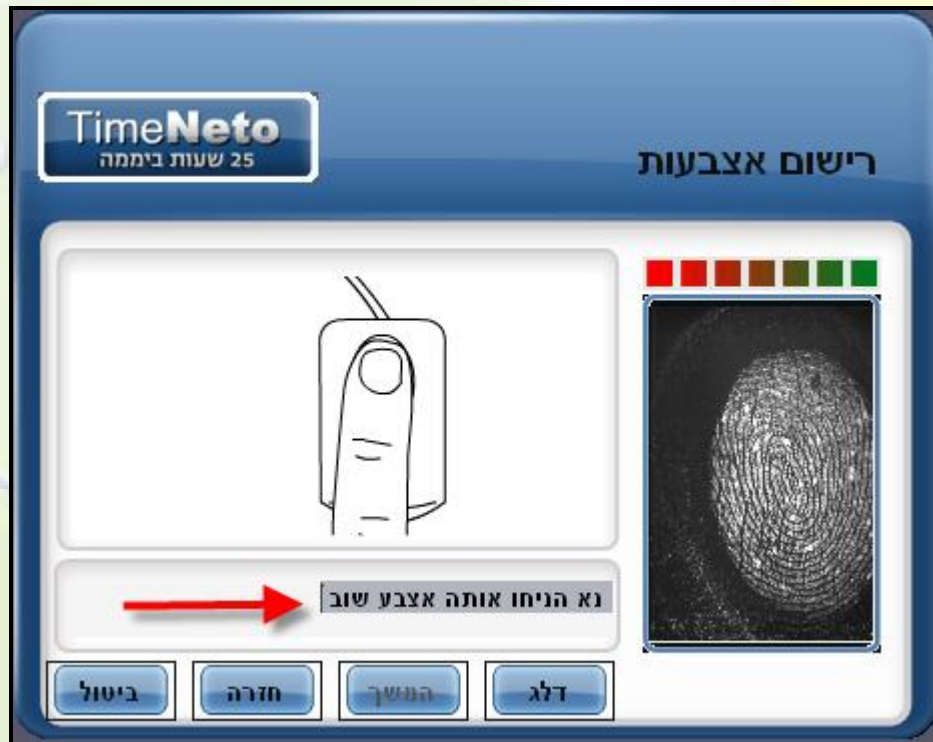 TimeNeto
25 שעות ביממה
רישום אצבעות
נא הניחו אותה אצבע שוב
דלג
המשך
חזרה
ביטול